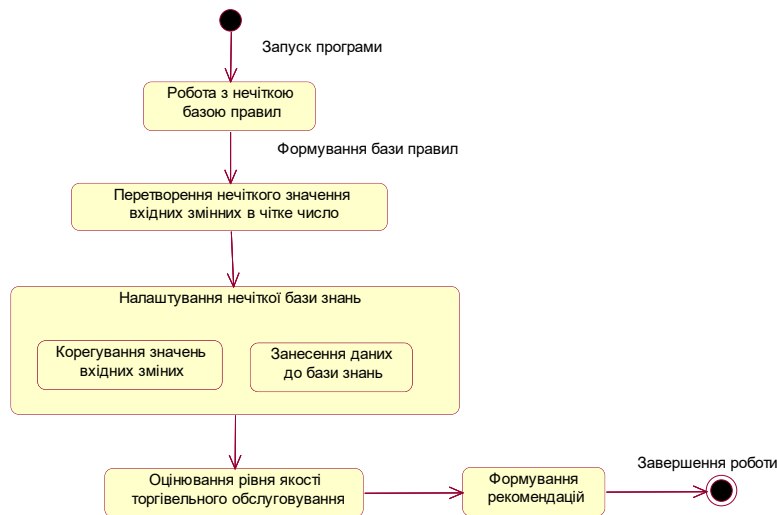 Запуск програми
Робота з нечіткою
базою правил
Формування бази правил
Перетворення нечіткого значення
вхідних змінних в чітке число
Налаштування нечіткої бази знань
Корегування значень
вхідних зміних
Занесення даних
до бази знань
Оцінювання рівня якості
торгівельного обслуговування
Формування
рекомендацій
Завершення роботи